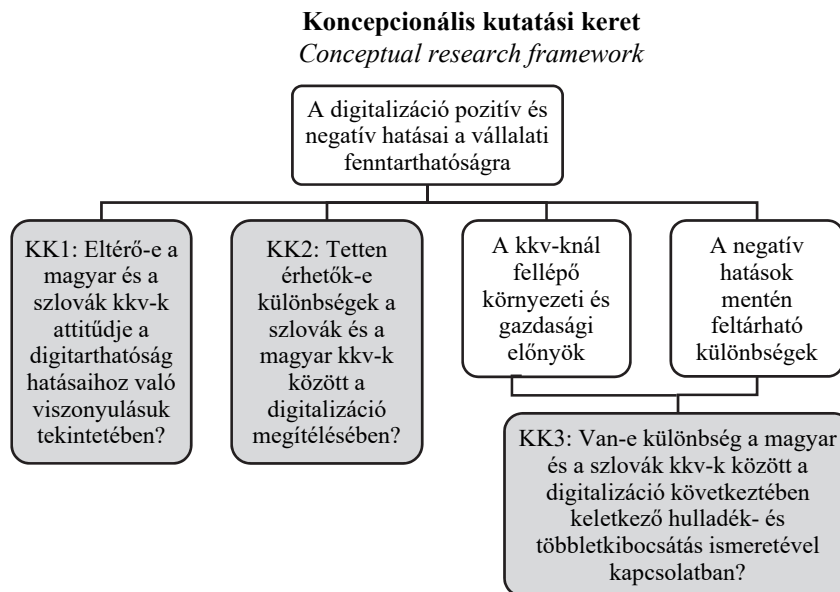 Koncepcionális kutatási keret
Conceptual research framework
A digitalizáció pozitív és
negatív hatásai a vállalati
fenntarthatóságra
KK1: Eltérő-e a
magyar és a
szlovák kkv-k
attitűdje a
digitarthatóság
hatásaihoz való
viszonyulásuk
tekintetében?
KK2: Tetten
érhetők-e
különbségek a
szlovák és a
magyar kkv-k
között a
digitalizáció
megítélésében?
A kkv-knál
fellépő
környezeti és
gazdasági
előnyök
A negatív
hatások
mentén
feltárható
különbségek
KK3: Van-e különbség a magyar
és a szlovák kkv-k között a
digitalizáció következtében
keletkező hulladék- és
többletkibocsátás ismeretével
kapcsolatban?